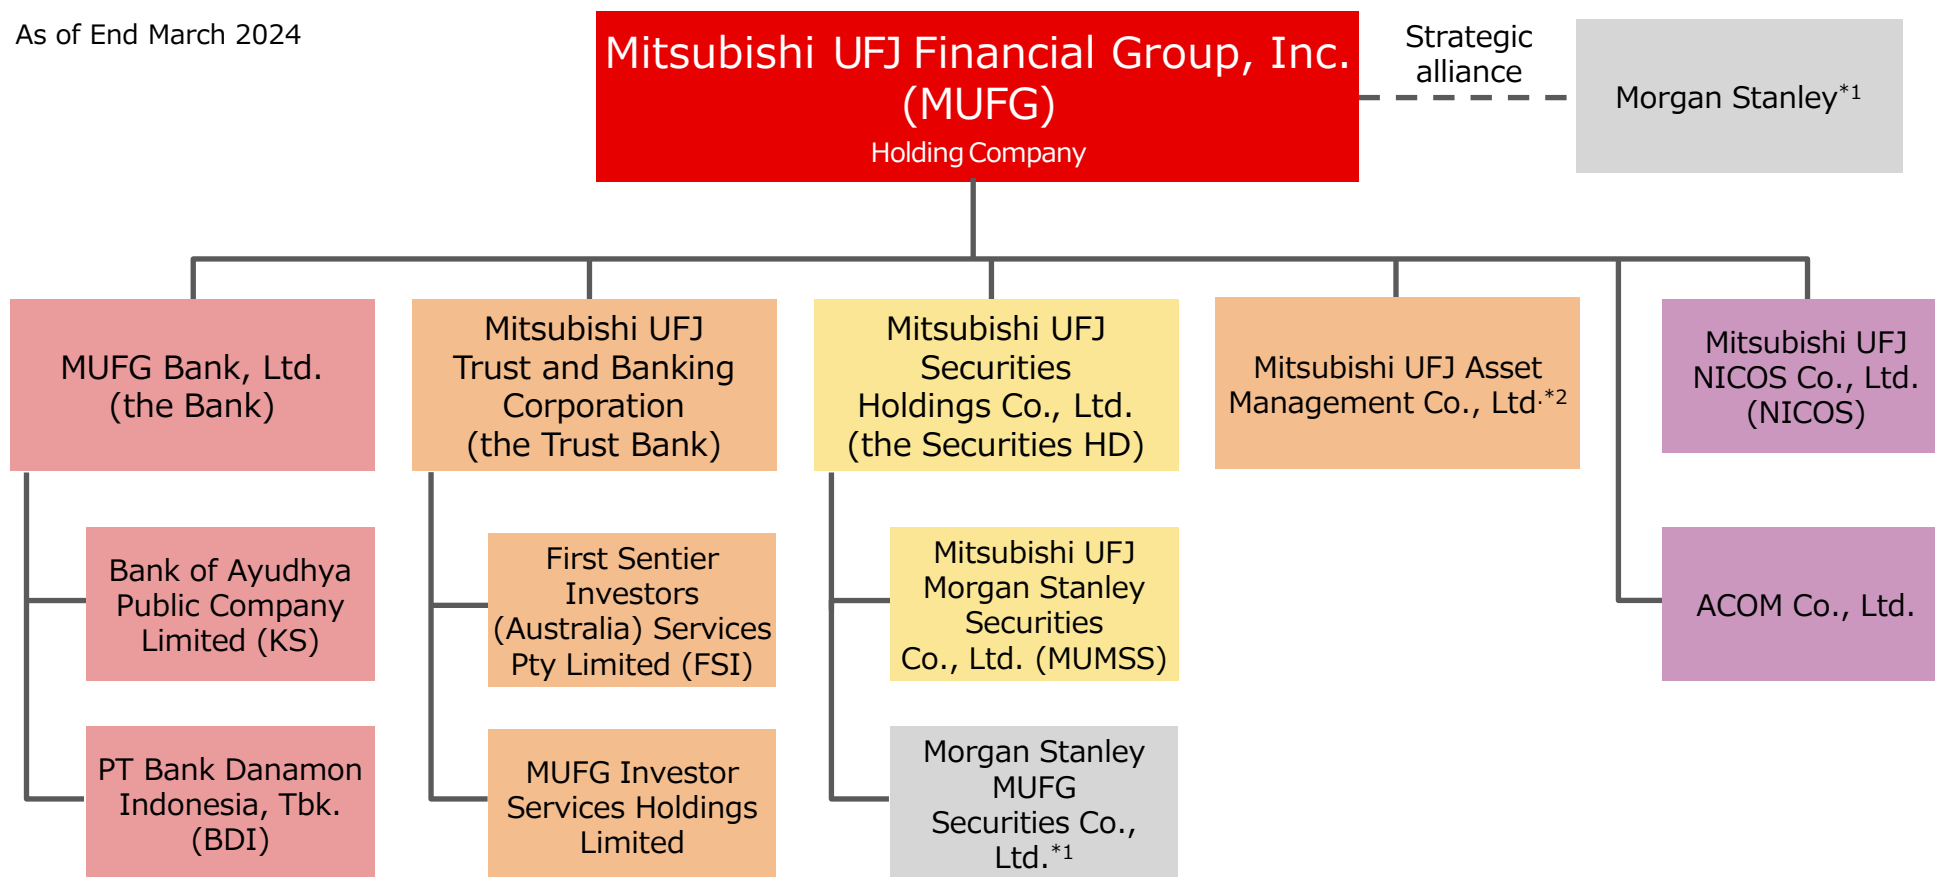 As of End March 2024
Mitsubishi UFJ Financial Group, Inc.
(MUFG)
Holding Company
Strategic
alliance
Morgan Stanley*1
MUFG Bank, Ltd.
(the Bank)
Mitsubishi UFJ
Trust and Banking
Corporation
(the Trust Bank)
Mitsubishi UFJ
Securities
Holdings Co., Ltd.
(the Securities HD)
Mitsubishi UFJ Asset
Management Co., Ltd.*2
Mitsubishi UFJ
NICOS Co., Ltd.
(NICOS)
Bank of Ayudhya
Public Company
Limited (KS)
First Sentier
Investors
(Australia) Services
Pty Limited (FSI)
Mitsubishi UFJ
Morgan Stanley
Securities
Co., Ltd. (MUMSS)
ACOM Co., Ltd.
PT Bank Danamon
Indonesia, Tbk.
(BDI)
MUFG Investor
Services Holdings
Limited
Morgan Stanley
MUFG
Securities Co.,
Ltd.*1